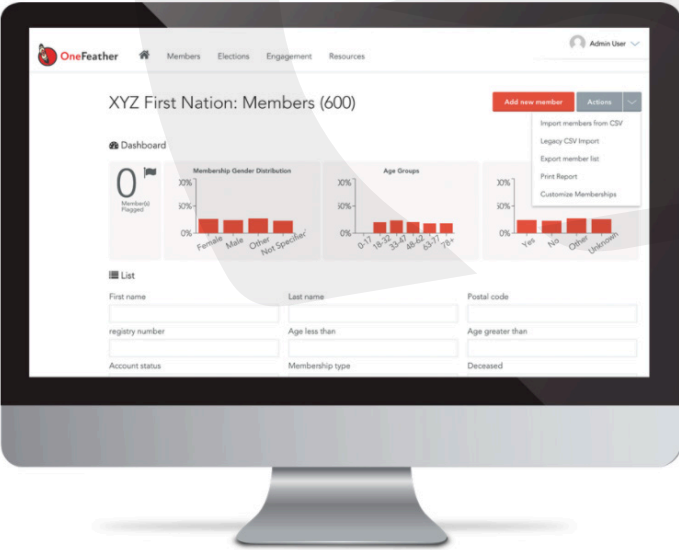 OneFeather
Members Elections Engagement Resources
Admin User
XYZ First Nation: Members (600)
Add new member
Actions
Import members from CSV
Legacy CSV Import
Export member list
Print Report
Customize Memberships
Dashboard
0
Member(s)
Flagged
Membership Gender Distribution
50%
0%
Female Male Other Not Specified
Age Groups
50%
0%
0-17 18-32 33-47 48-62 63-77 78+
50%
0%
Yes No Other Unknown
List
First name Last name Postal code
registry number Age less than Age greater than
Account status Membership type Deceased